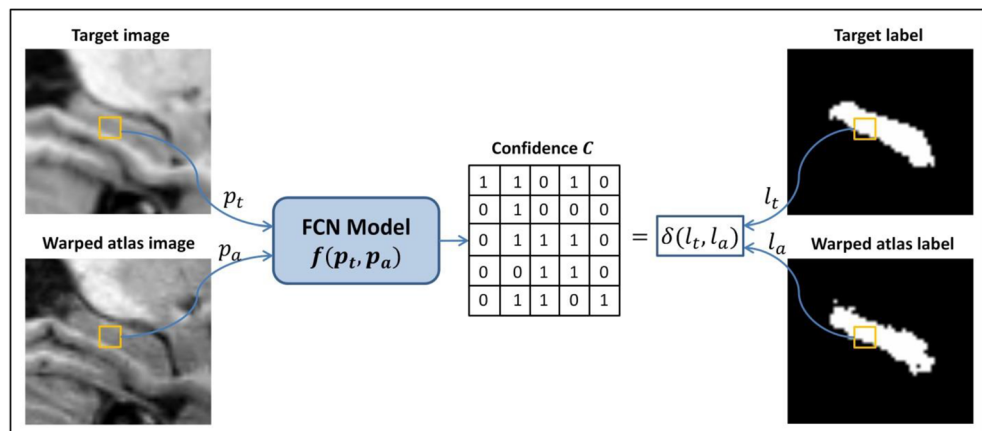 Target image
Target label
Confidence C
1 1 0 1 0
0 1 0 0 0
0 1 1 1 0
0 0 1 1 0
0 1 1 0 1
p_t
FCN Model
f(p_t, p_a)
= δ(l_t, l_a)
l_t
Warped atlas image
p_a
l_a
Warped atlas label